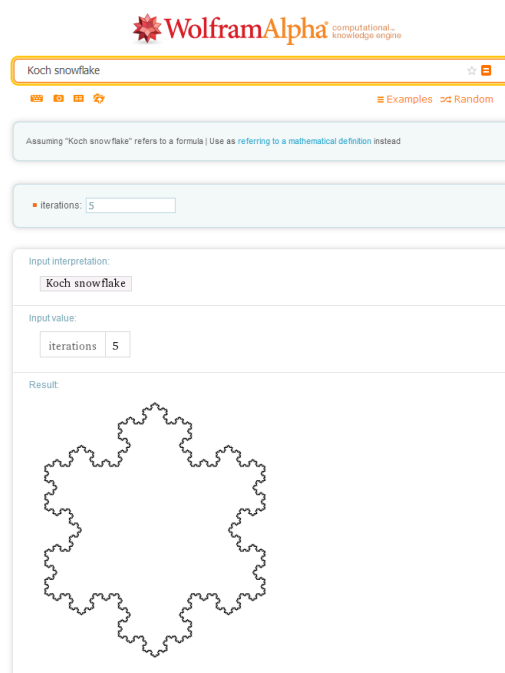 WolframAlpha computational... knowledge engine
Koch snowflake
Examples Random
Assuming "Koch snowflake" refers to a formula | Use as referring to a mathematical definition instead
iterations: 5
Input interpretation:
Koch snowflake
Input value:
iterations 5
Result: